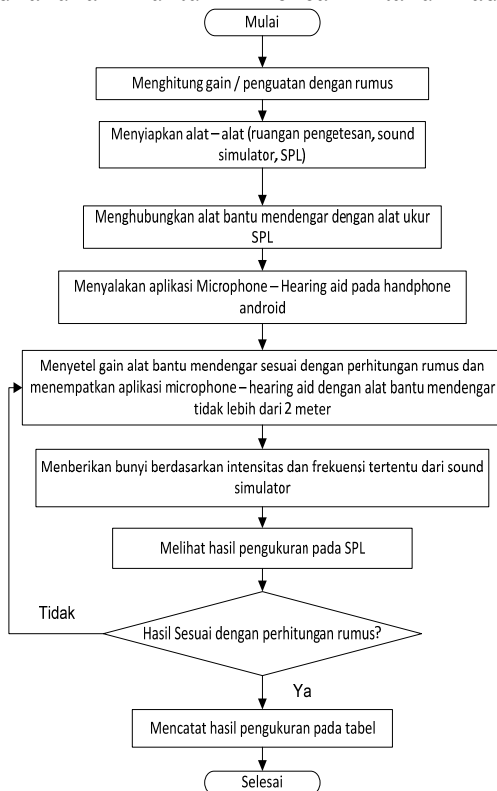 Mulai
Menghitung gain / penguatan dengan rumus
Menyiapkan alat – alat (ruangan pengetesan, sound
simulator, SPL)
Menghubungkan alat bantu mendengar dengan alat ukur
SPL
Menyalakan aplikasi Microphone – Hearing aid pada handphone
android
Menyetel gain alat bantu mendengar sesuai dengan perhitungan rumus dan
menempatkan aplikasi microphone – hearing aid dengan alat bantu mendengar
tidak lebih dari 2 meter
Menberikan bunyi berdasarkan intensitas dan frekuensi tertentu dari sound
simulator
Melihat hasil pengukuran pada SPL
Tidak
Hasil Sesuai dengan perhitungan rumus?
Ya
Mencatat hasil pengukuran pada tabel
Selesai